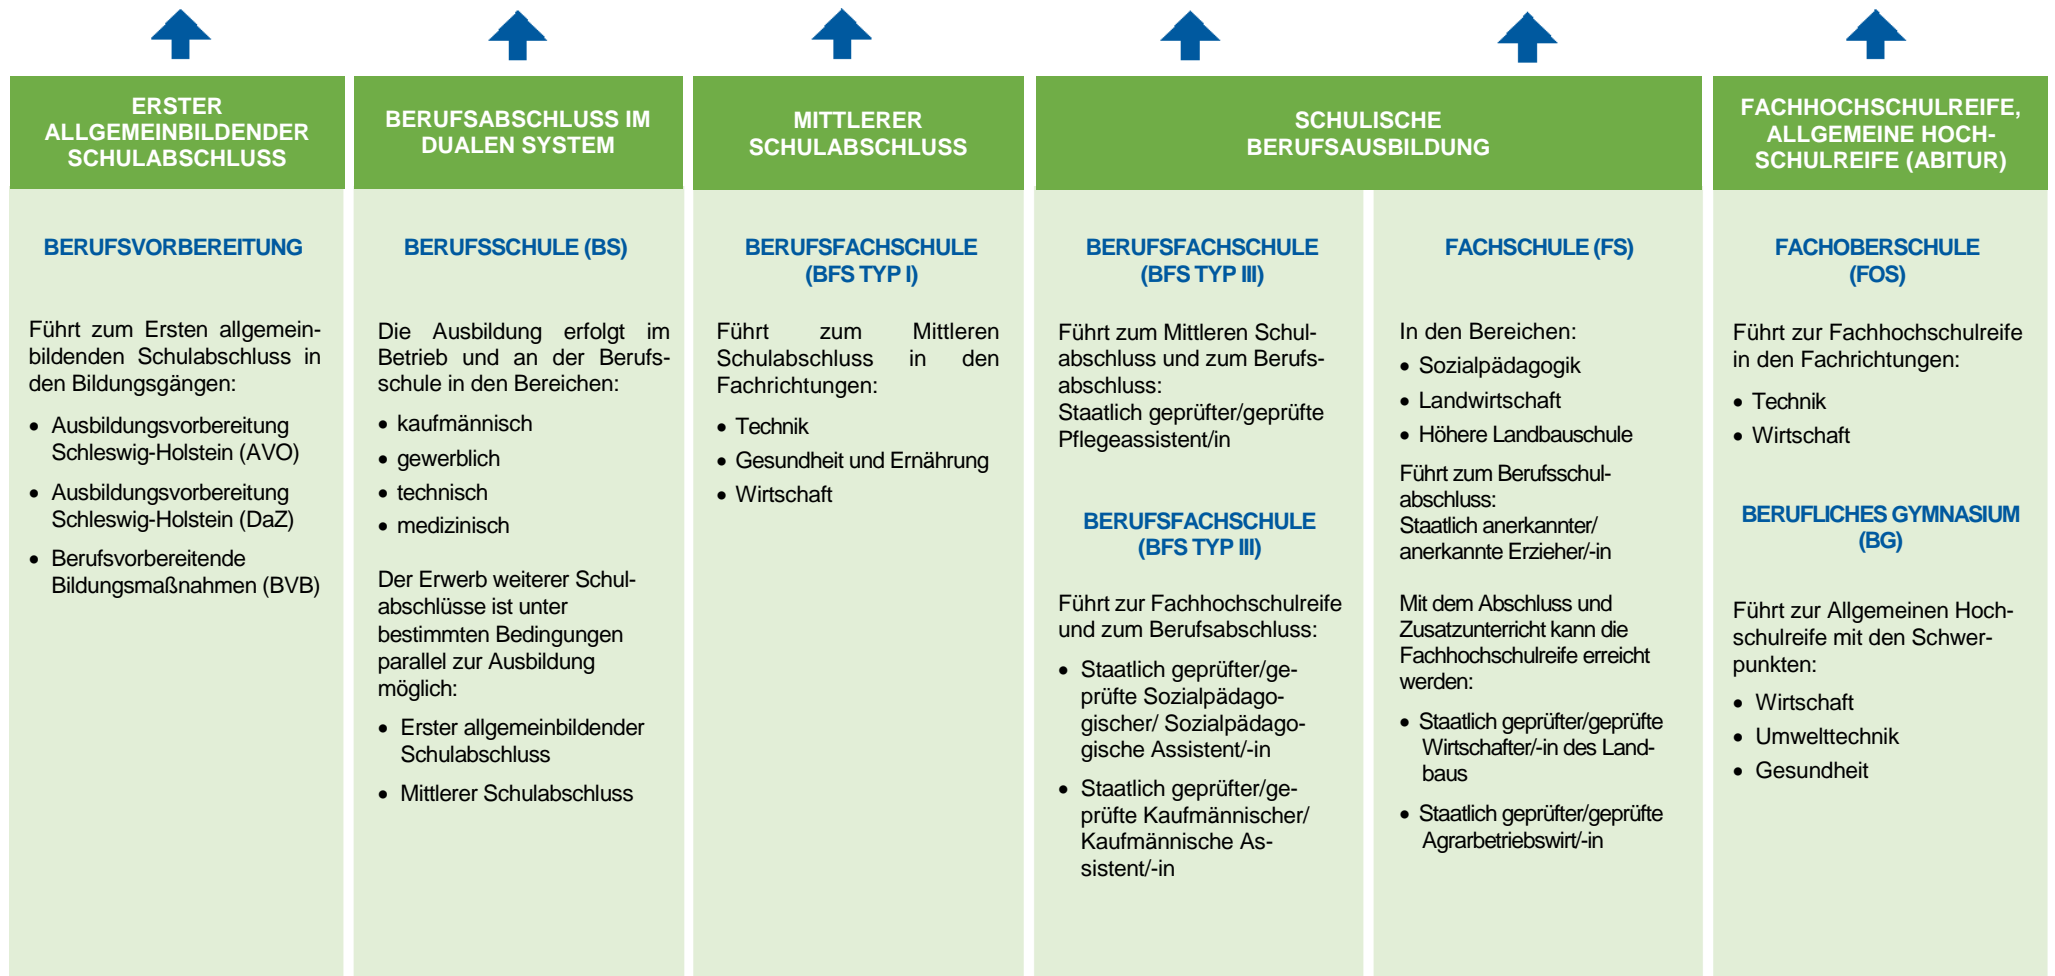 ERSTER
ALLGEMEINBILDENDER
SCHULABSCHLUSS
BERUFSABSCHLUSS IM
DUALEN SYSTEM
MITTLERER
SCHULABSCHLUSS
SCHULISCHE
BERUFSAUSBILDUNG
FACHHOCHSCHULREIFE,
ALLGEMEINE HOCH-
SCHULREIFE (ABITUR)
BERUFSVORBEREITUNG
Führt zum Ersten allgemein-
bildenden Schulabschluss in
den Bildungsgängen:
• Ausbildungsvorbereitung
Schleswig-Holstein (AVO)
• Ausbildungsvorbereitung
Schleswig-Holstein (DaZ)
• Berufsvorbereitende
Bildungsmaßnahmen (BVB)
BERUFSSCHULE (BS)
Die Ausbildung erfolgt im
Betrieb und an der Berufs-
schule in den Bereichen:
• kaufmännisch
• gewerblich
• technisch
• medizinisch
Der Erwerb weiterer Schul-
abschlüsse ist unter
bestimmten Bedingungen
parallel zur Ausbildung
möglich:
• Erster allgemeinbildender
Schulabschluss
• Mittlerer Schulabschluss
BERUFSFACHSCHULE
(BFS TYP I)
Führt zum Mittleren
Schulabschluss in den
Fachrichtungen:
• Technik
• Gesundheit und Ernährung
• Wirtschaft
BERUFSFACHSCHULE
(BFS TYP III)
Führt zum Mittleren Schul-
abschluss und zum Berufs-
abschluss:
Staatlich geprüfter/geprüfte
Pflegeassistent/in
BERUFSFACHSCHULE
(BFS TYP III)
Führt zur Fachhochschulreife
und zum Berufsabschluss:
• Staatlich geprüfter/ge-
prüfte Sozialpädago-
gischer/ Sozialpädago-
gische Assistent/-in
• Staatlich geprüfter/ge-
prüfte Kaufmännischer/
Kaufmännische As-
sistent/-in
FACHSCHULE (FS)
In den Bereichen:
• Sozialpädagogik
• Landwirtschaft
• Höhere Landbauschule
Führt zum Berufsschul-
abschluss:
Staatlich anerkannter/
anerkannte Erzieher/-in
Mit dem Abschluss und
Zusatzunterricht kann die
Fachhochschulreife erreicht
werden:
• Staatlich geprüfter/geprüfte
Wirtschafter/-in des Land-
baus
• Staatlich geprüfter/geprüfte
Agrarbetriebswirt/-in
FACHOBERSCHULE
(FOS)
Führt zur Fachhochschulreife
in den Fachrichtungen:
• Technik
• Wirtschaft
BERUFLICHES GYMNASIUM
(BG)
Führt zur Allgemeinen Hoch-
schulreife mit den Schwer-
punkten:
• Wirtschaft
• Umwelttechnik
• Gesundheit